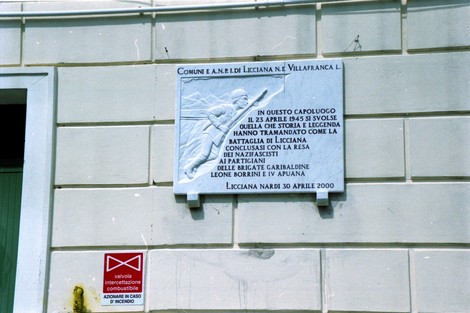 COMUNI E A.N.P.I. DI LICCIANA N. E VILLAFRANCA L.
IN QUESTO CAPOLUOGO
IL 23 APRILE 1945 SI SVOLSE
QUELLA CHE STORIA E LEGGENDA
HANNO TRAMANDATO COME LA
BATTAGLIA DI LICCIANA
CONCLUSASI CON LA RESA
DEI NAZIFASCISTI
AI PARTIGIANI
DELLE BRIGATE GARIBALDINE
LEONE BORRINI E IV APUANA
LICCIANA NARDI 30 APRILE 2000
valvola
intercettazione
combustibile
AZIONARE IN CASO
D'INCENDIO